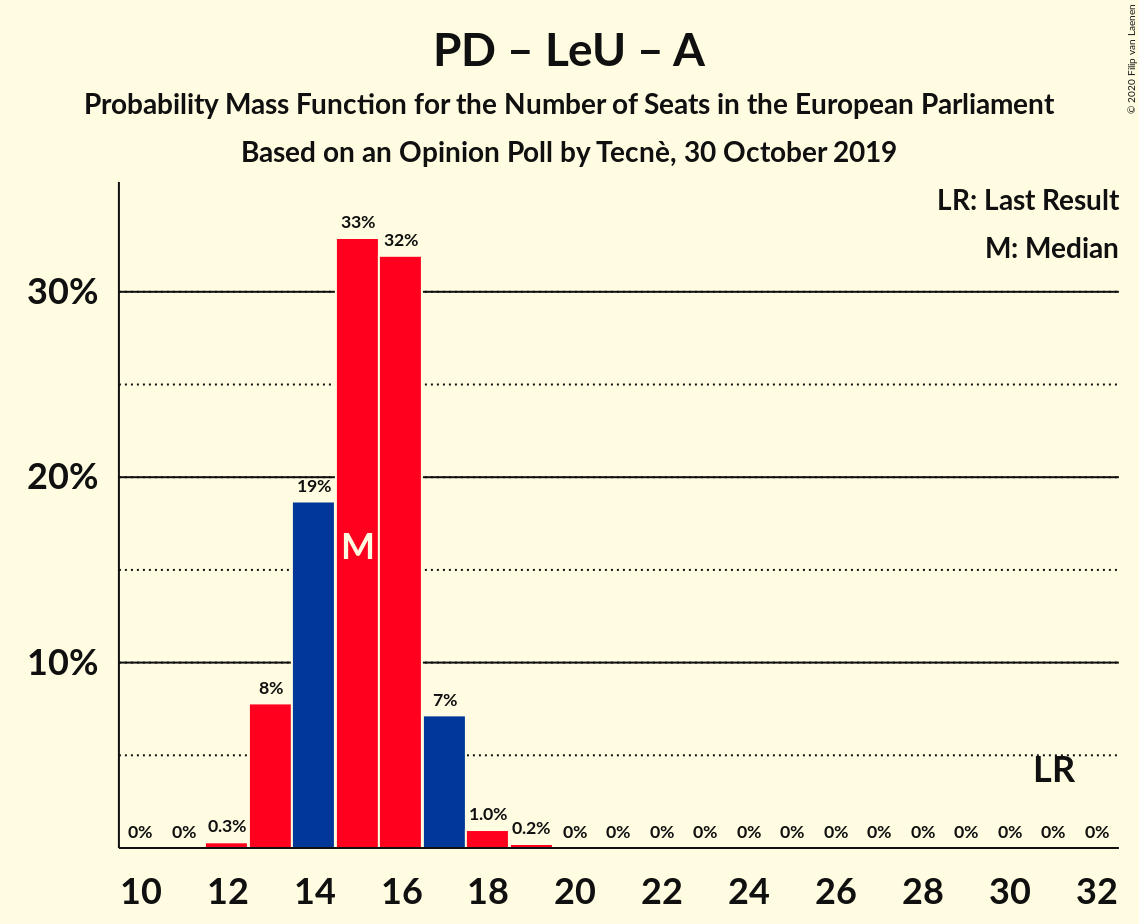 PD – LeU – A
Probability Mass Function for the Number of Seats in the European Parliament
Based on an Opinion Poll by Tecnè, 30 October 2019
© 2020 Filip van Laenen
LR: Last Result
M: Median
33%
32%
30%
20%
19%
M
10%
8%
7%
LR
0% 0% 0.3% 1.0% 0.2% 0% 0% 0% 0% 0% 0% 0% 0% 0% 0% 0% 0% 0%
10 12 14 16 18 20 22 24 26 28 30 32